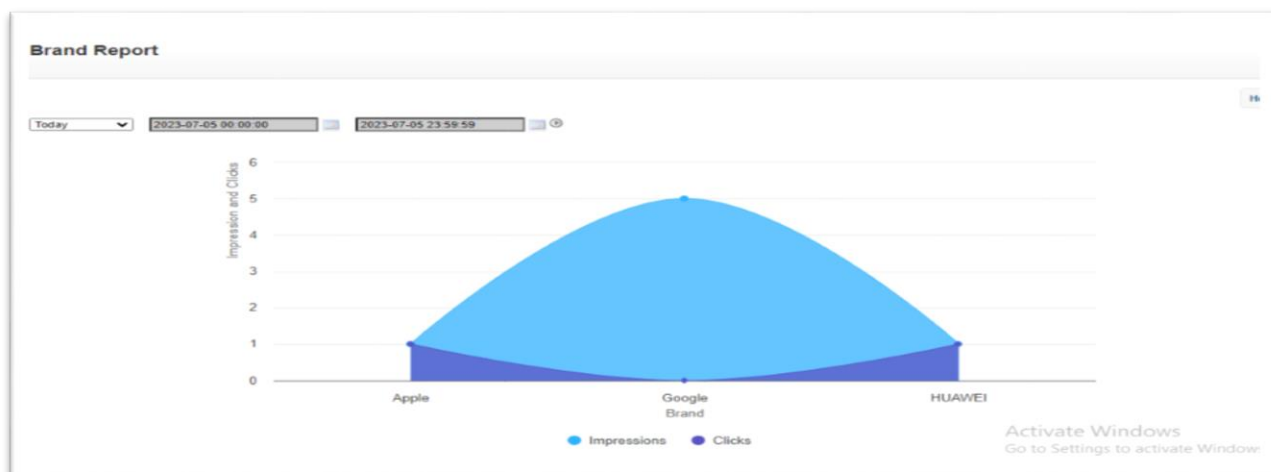 Brand Report
Today 2023-07-05 00:00:00 2023-07-05 23:59:59
Impression and Clicks
6
5
4
3
2
1
0
Apple Google HUAWEI
Brand
Impressions Clicks
Activate Windows
Go to Settings to activate Window